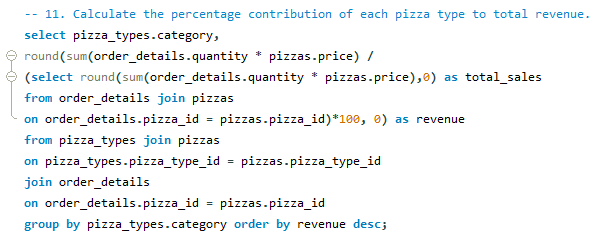 -- 11. Calculate the percentage contribution of each pizza type to total revenue.
select pizza_types.category,
round(sum(order_details.quantity * pizzas.price) /
(select round(sum(order_details.quantity * pizzas.price),0) as total_sales
from order_details join pizzas
on order_details.pizza_id = pizzas.pizza_id)*100, 0) as revenue
from pizza_types join pizzas
on pizza_types.pizza_type_id = pizzas.pizza_type_id
join order_details
on order_details.pizza_id = pizzas.pizza_id
group by pizza_types.category order by revenue desc;